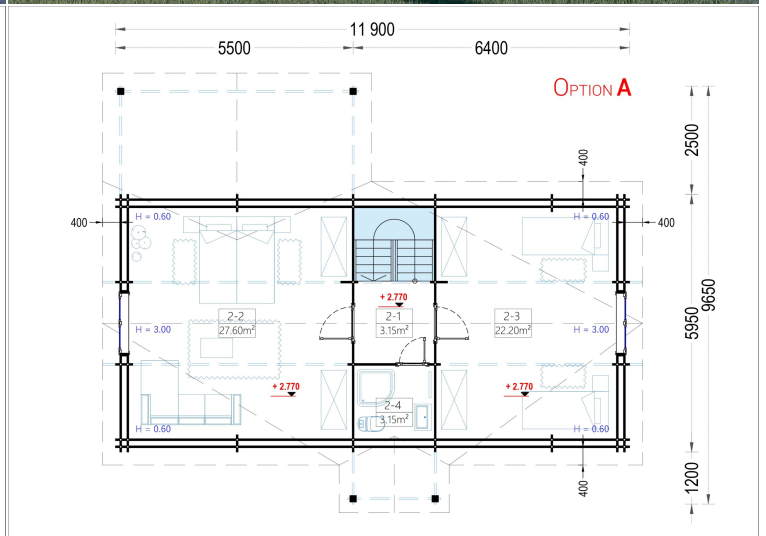 11 900
5500
6400
OPTION A
400
2500
H = 0.60
H = 0.60
400
400
+ 2.770
2-2
27.60m²
2-1
3.15m²
2-3
22.20m²
H = 3.00
H = 3.00
5950
9650
+ 2.770
+ 2.770
2-4
3.15m²
H = 0.60
H = 0.60
400
1200